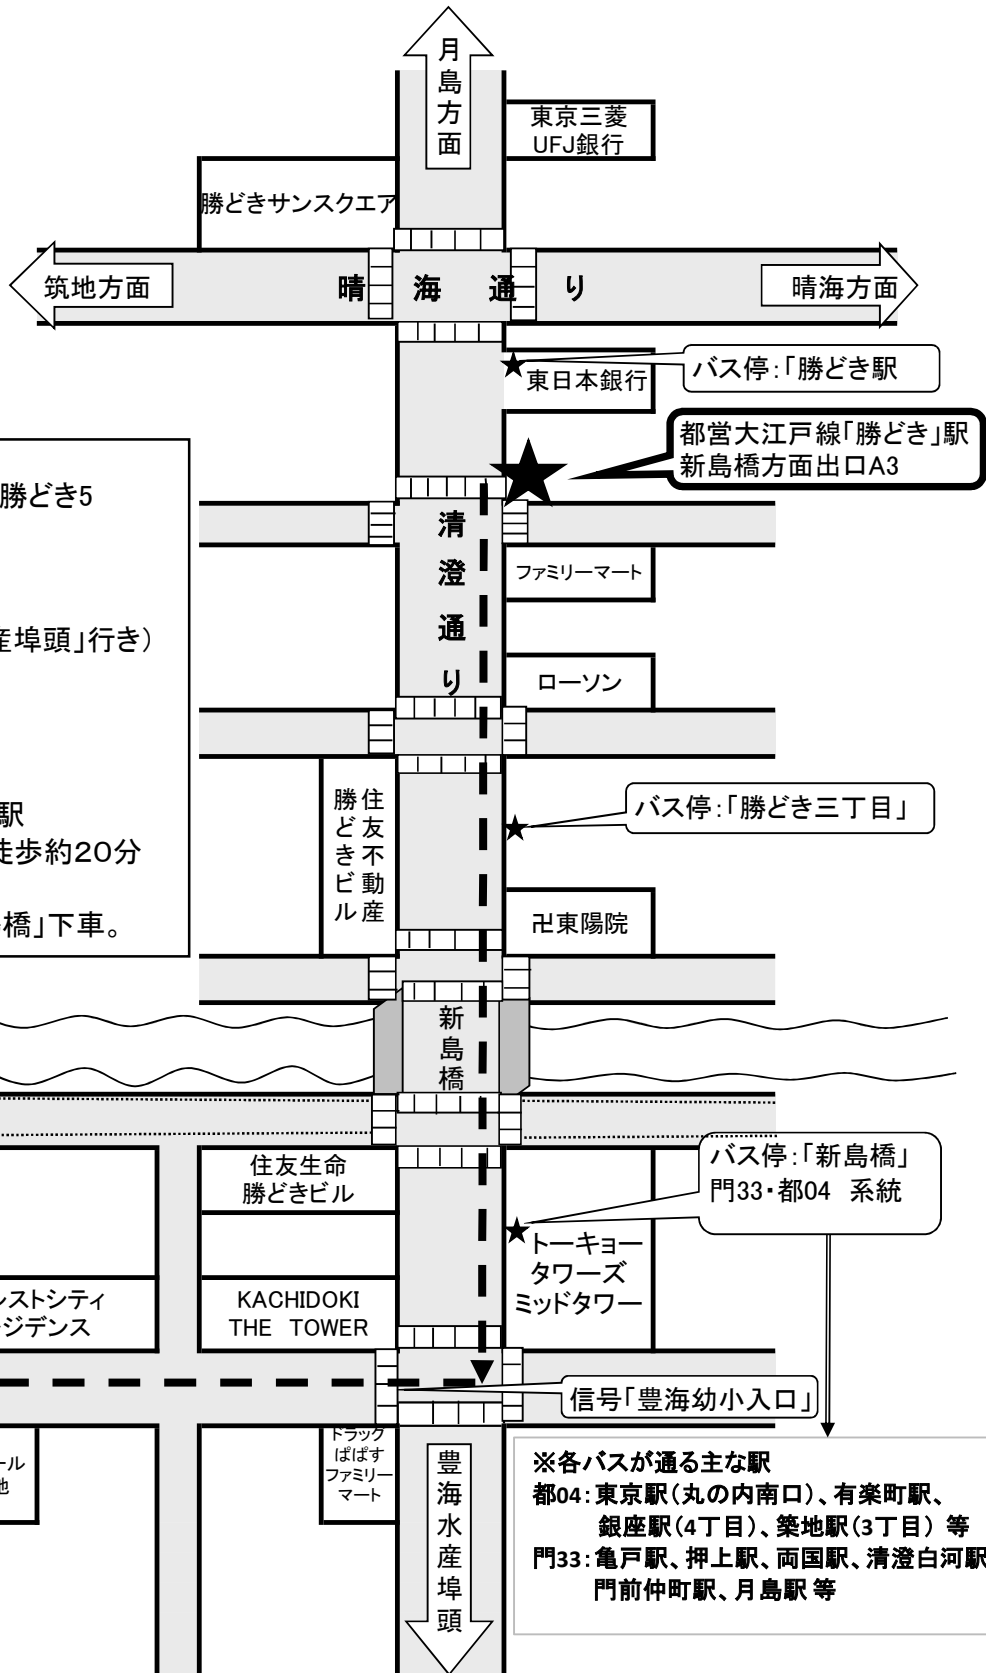 月島方面
東京三菱
UFJ銀行
勝どきサンスクエア
筑地方面
晴海通り
晴海方面
バス停：「勝どき駅
東日本銀行
都営大江戸線「勝どき」駅
新島橋方面出口A3
勝どき5
清澄通り
ファミリーマート
産埠頭」行き）
ローソン
住友不動産
勝どきビル
バス停：「勝どき三丁目」
駅
徒歩約20分
卍東陽院
橋」下車。
新島橋
住友生命
勝どきビル
バス停：「新島橋」
門33・都04 系統
トーキョー
タワーズ
ミッドタワー
レストシティ
ジデンス
KACHIDOKI
THE TOWER
信号「豊海幼小入口」
ドラック
ぱぱす
ファミリー
マート
ール
地
豊海水産埠頭
※各バスが通る主な駅
都04：東京駅（丸の内南口）、有楽町駅、
銀座駅（4丁目）、築地駅（3丁目） 等
門33：亀戸駅、押上駅、両国駅、清澄白河駅
門前仲町駅、月島駅 等